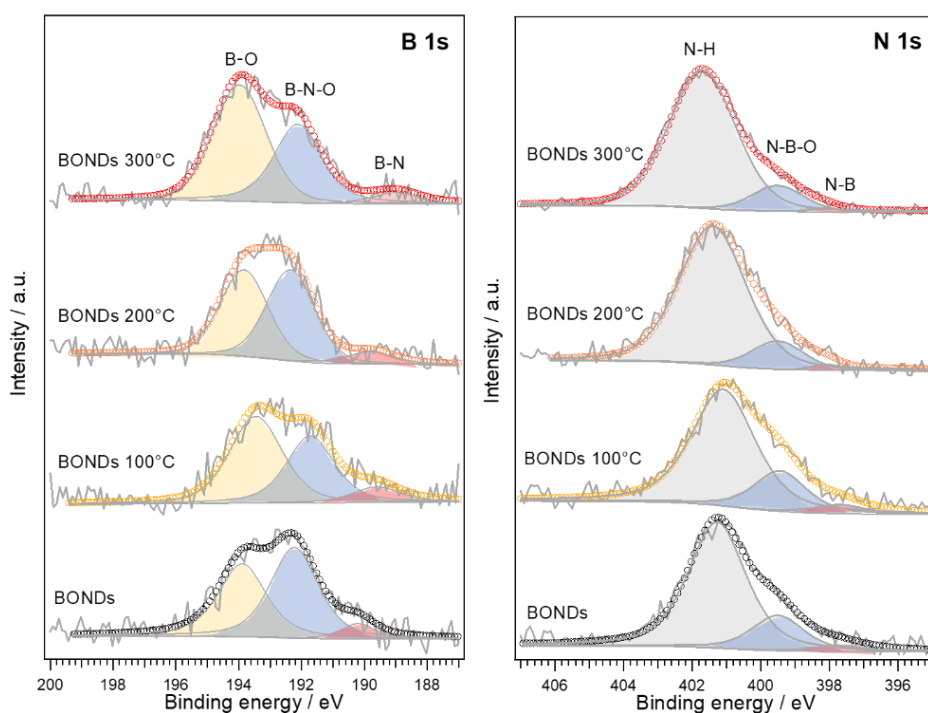 B 1s
B-O
B-N-O
B-N
BONDs 300°C
BONDs 200°C
BONDs 100°C
BONDs
Intensity / a.u.
200 198 196 194 192 190 188
Binding energy / eV
N 1s
N-H
N-B-O
N-B
BONDs 300°C
BONDs 200°C
BONDs 100°C
BONDs
Intensity / a.u.
406 404 402 400 398 396
Binding energy / eV